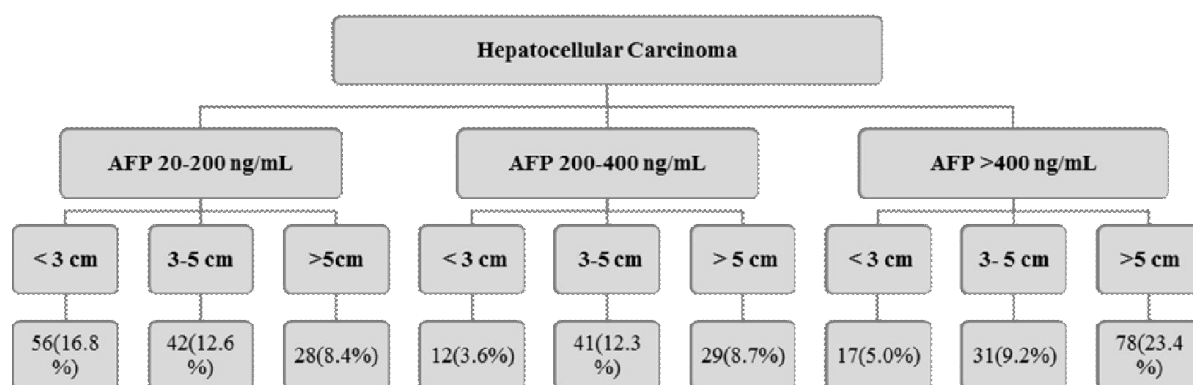 Hepatocellular Carcinoma
AFP 20-200 ng/mL
AFP 200-400 ng/mL
AFP >400 ng/mL
< 3 cm
3-5 cm
>5cm
< 3 cm
3-5 cm
> 5 cm
< 3 cm
3- 5 cm
>5 cm
56(16.8
%)
42(12.6
%)
28(8.4%)
12(3.6%)
41(12.3
%)
29(8.7%)
17(5.0%)
31(9.2%)
78(23.4
%)